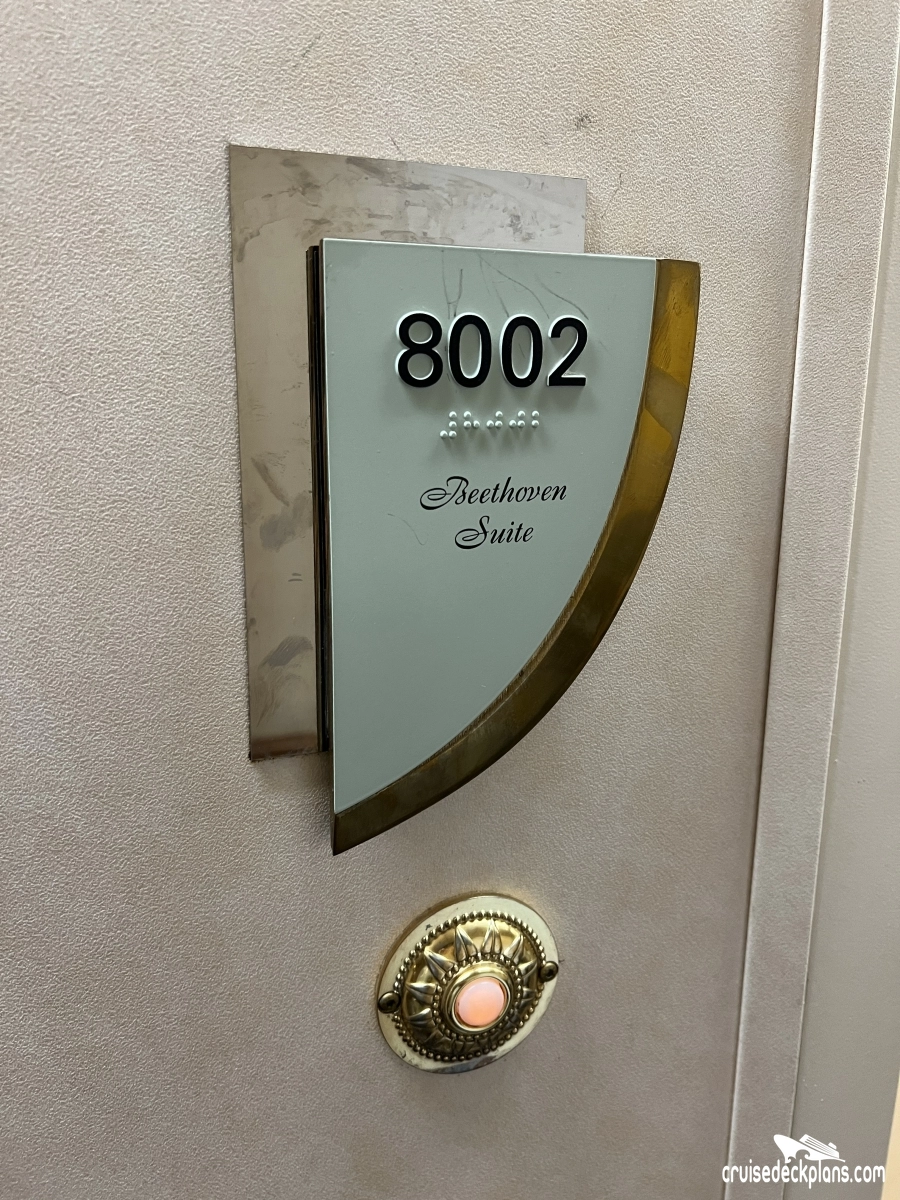 8002
⠼⠓⠚⠚⠃
Beethoven
Suite
cruisedeckplans.com